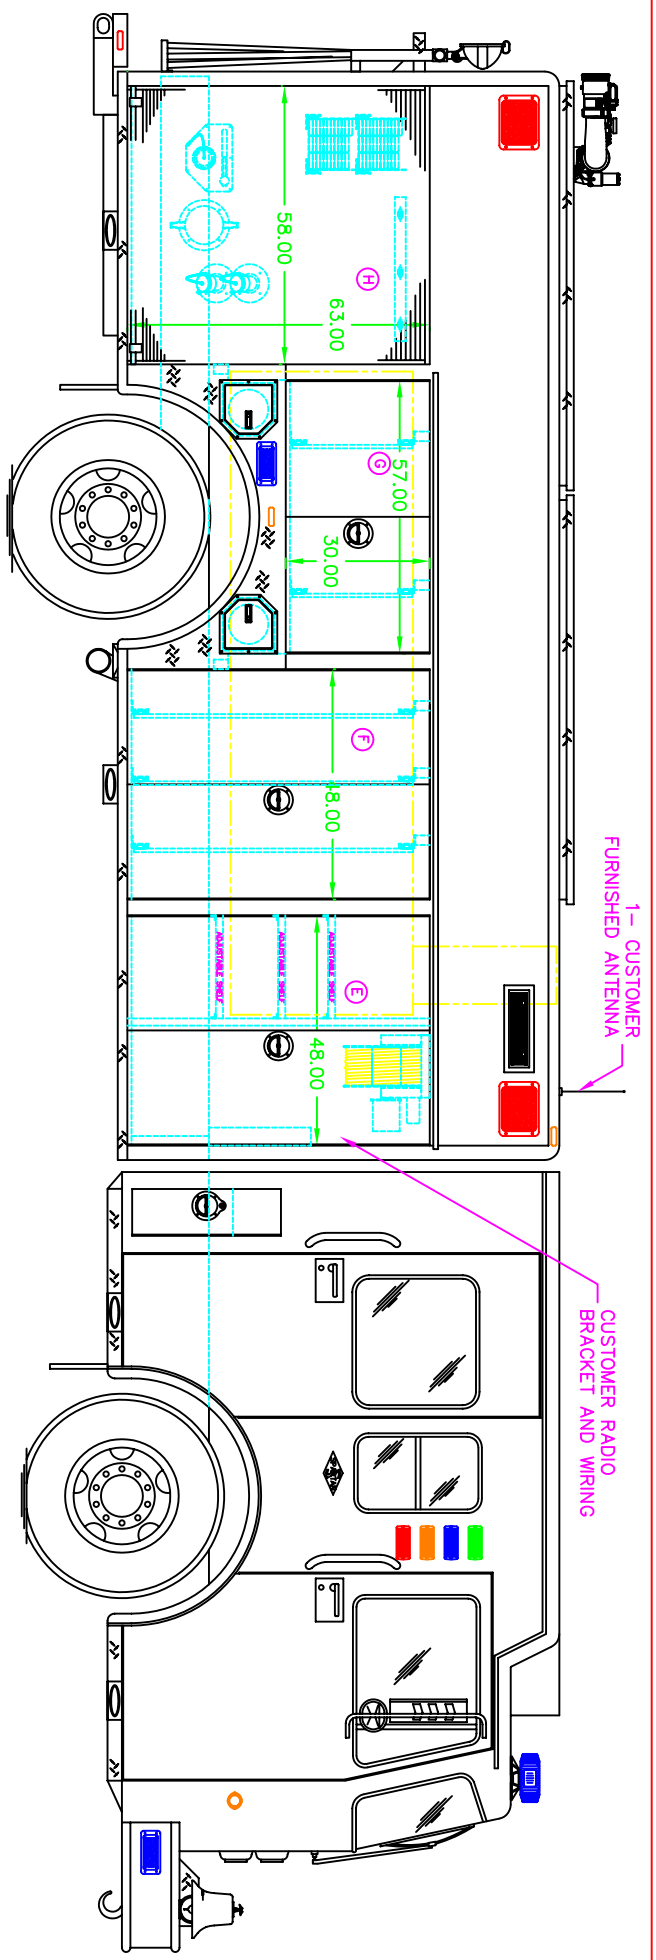 1- CUSTOMER
FURNISHED ANTENNA
CUSTOMER RADIO
BRACKET AND WIRING
58.00
63.00
H
57.00
G
30.00
F
48.00
E
ADJUSTABLE SHELF
ADJUSTABLE SHELF
ADJUSTABLE SHELF
48.00
SPARTAN